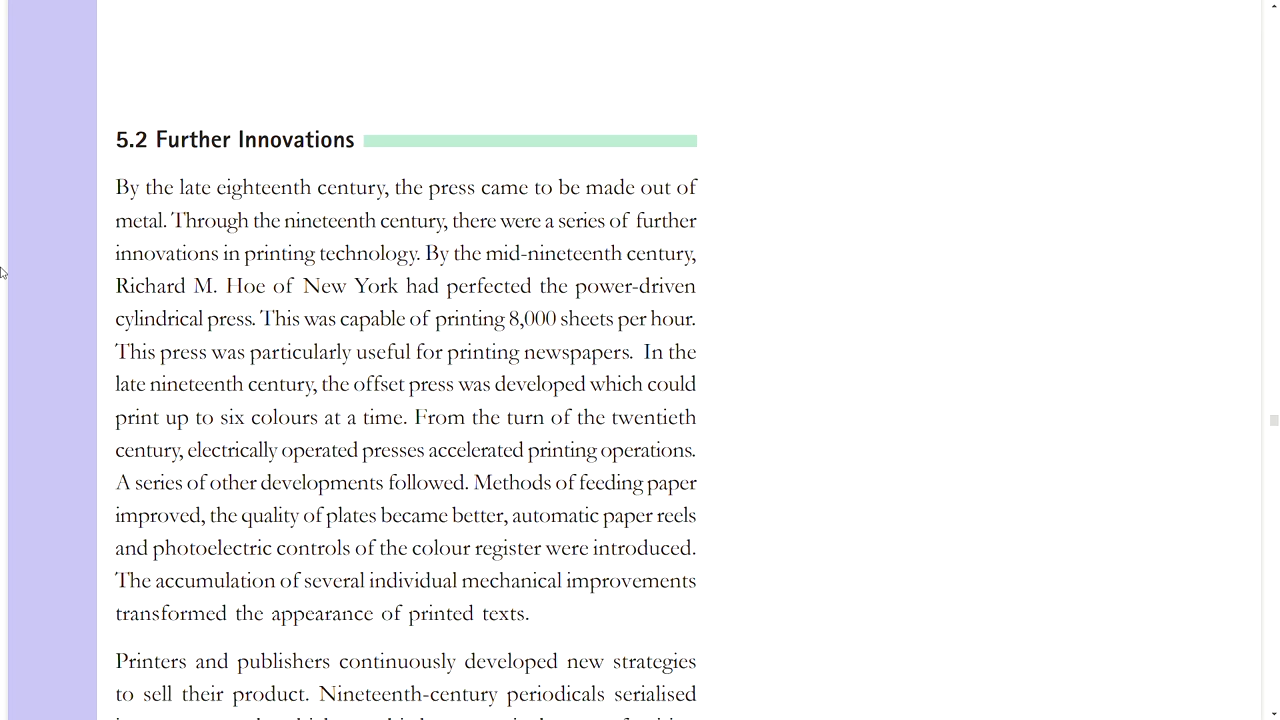 5.2 Further Innovations
By the late eighteenth century, the press came to be made out of
metal. Through the nineteenth century, there were a series of further
innovations in printing technology. By the mid-nineteenth century,
Richard M. Hoe of New York had perfected the power-driven
cylindrical press. This was capable of printing 8,000 sheets per hour.
This press was particularly useful for printing newspapers. In the
late nineteenth century, the offset press was developed which could
print up to six colours at a time. From the turn of the twentieth
century, electrically operated presses accelerated printing operations.
A series of other developments followed. Methods of feeding paper
improved, the quality of plates became better, automatic paper reels
and photoelectric controls of the colour register were introduced.
The accumulation of several individual mechanical improvements
transformed the appearance of printed texts.
Printers and publishers continuously developed new strategies
to sell their product. Nineteenth-century periodicals serialised